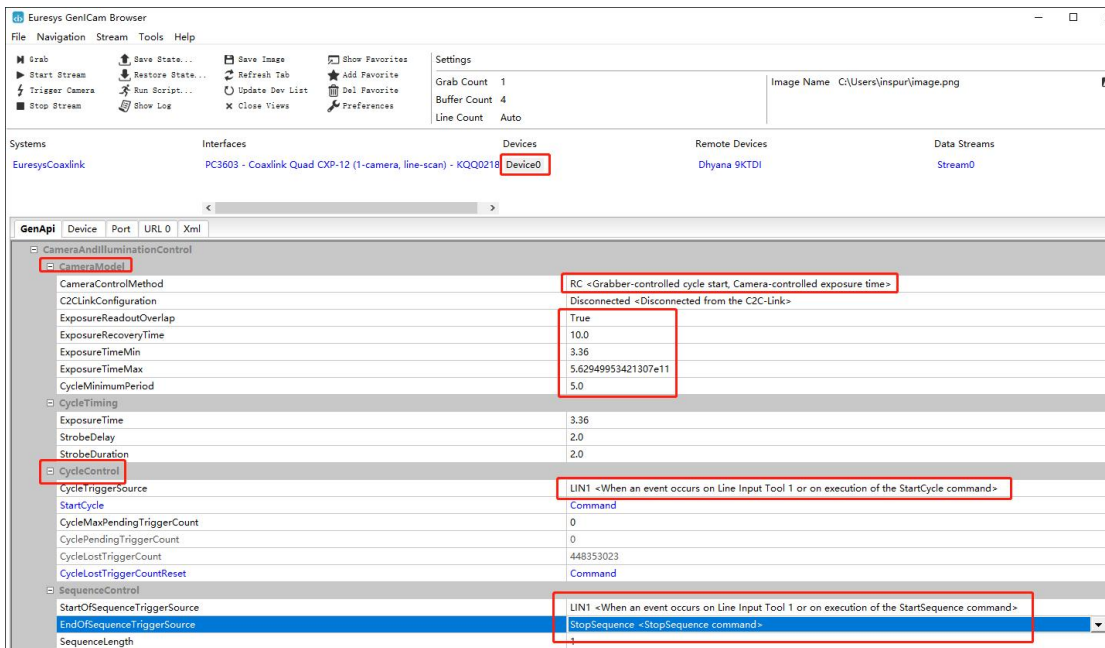 Euresys GenICam Browser
File Navigation Stream Tools Help
Grab Save State... Save Image Show Favorites Settings
Start Stream Restore State... Refresh Tab Add Favorite Grab Count 1 Image Name C:\Users\inspur\image.png
Trigger Camera Run Script... Update Dev List Del Favorite Buffer Count 4
Stop Stream Show Log Close Views Preferences Line Count Auto
Systems Interfaces Devices Remote Devices Data Streams
EuresysCoaxlink PC3603 - Coaxlink Quad CXP-12 (1-camera, line-scan) - KQQ0218 Device0 Dhyana 9KTDI Stream0
GenApi Device Port URL 0 Xml
CameraAndIlluminationControl
CameraModel
CameraControlMethod RC <Grabber-controlled cycle start, Camera-controlled exposure time>
C2CLinkConfiguration Disconnected <Disconnected from the C2C-Link>
ExposureReadoutOverlap True
ExposureRecoveryTime 10.0
ExposureTimeMin 3.36
ExposureTimeMax 5.62949953421307e11
CycleMinimumPeriod 5.0
CycleTiming
ExposureTime 3.36
StrobeDelay 2.0
StrobeDuration 2.0
CycleControl
CycleTriggerSource LIN1 <When an event occurs on Line Input Tool 1 or on execution of the StartCycle command>
StartCycle Command
CycleMaxPendingTriggerCount 0
CyclePendingTriggerCount 0
CycleLostTriggerCount 448353023
CycleLostTriggerCountReset Command
SequenceControl
StartOfSequenceTriggerSource LIN1 <When an event occurs on Line Input Tool 1 or on execution of the StartSequence command>
EndOfSequenceTriggerSource StopSequence <StopSequence command>
SequenceLength 1